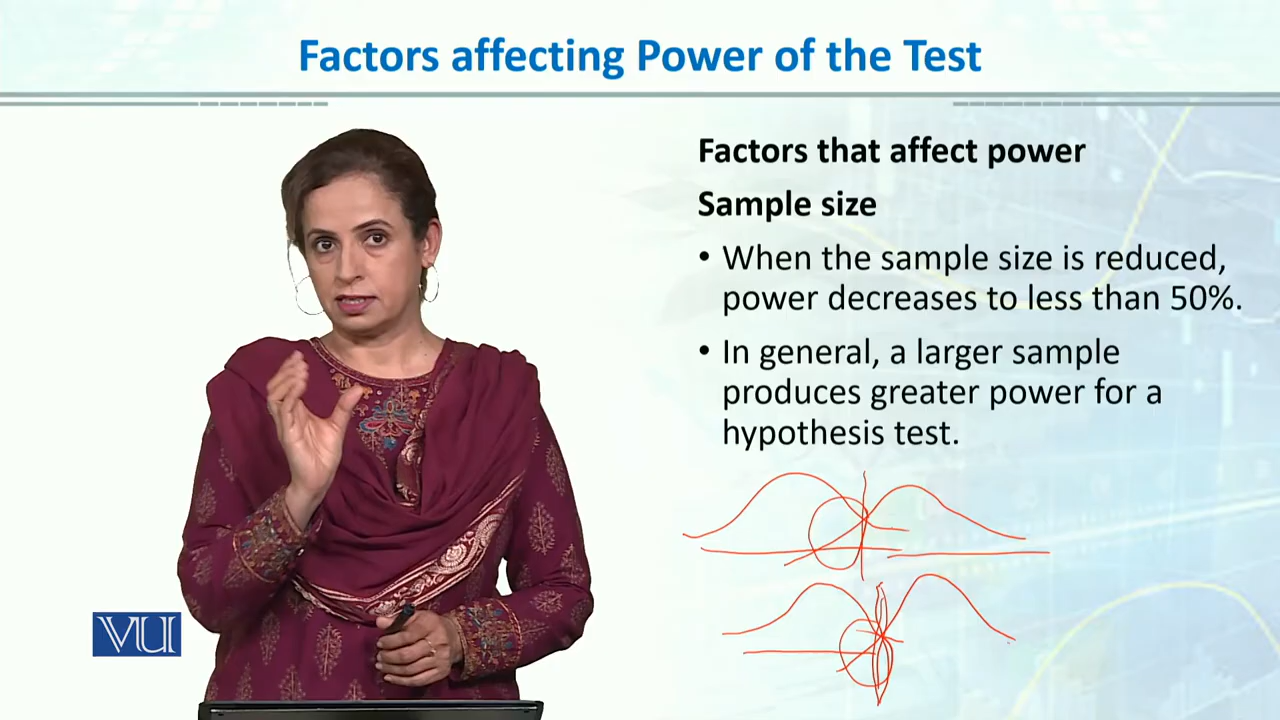 Factors affecting Power of the Test
Factors that affect power
Sample size
• When the sample size is reduced,
power decreases to less than 50%.
• In general, a larger sample
produces greater power for a
hypothesis test.
VU